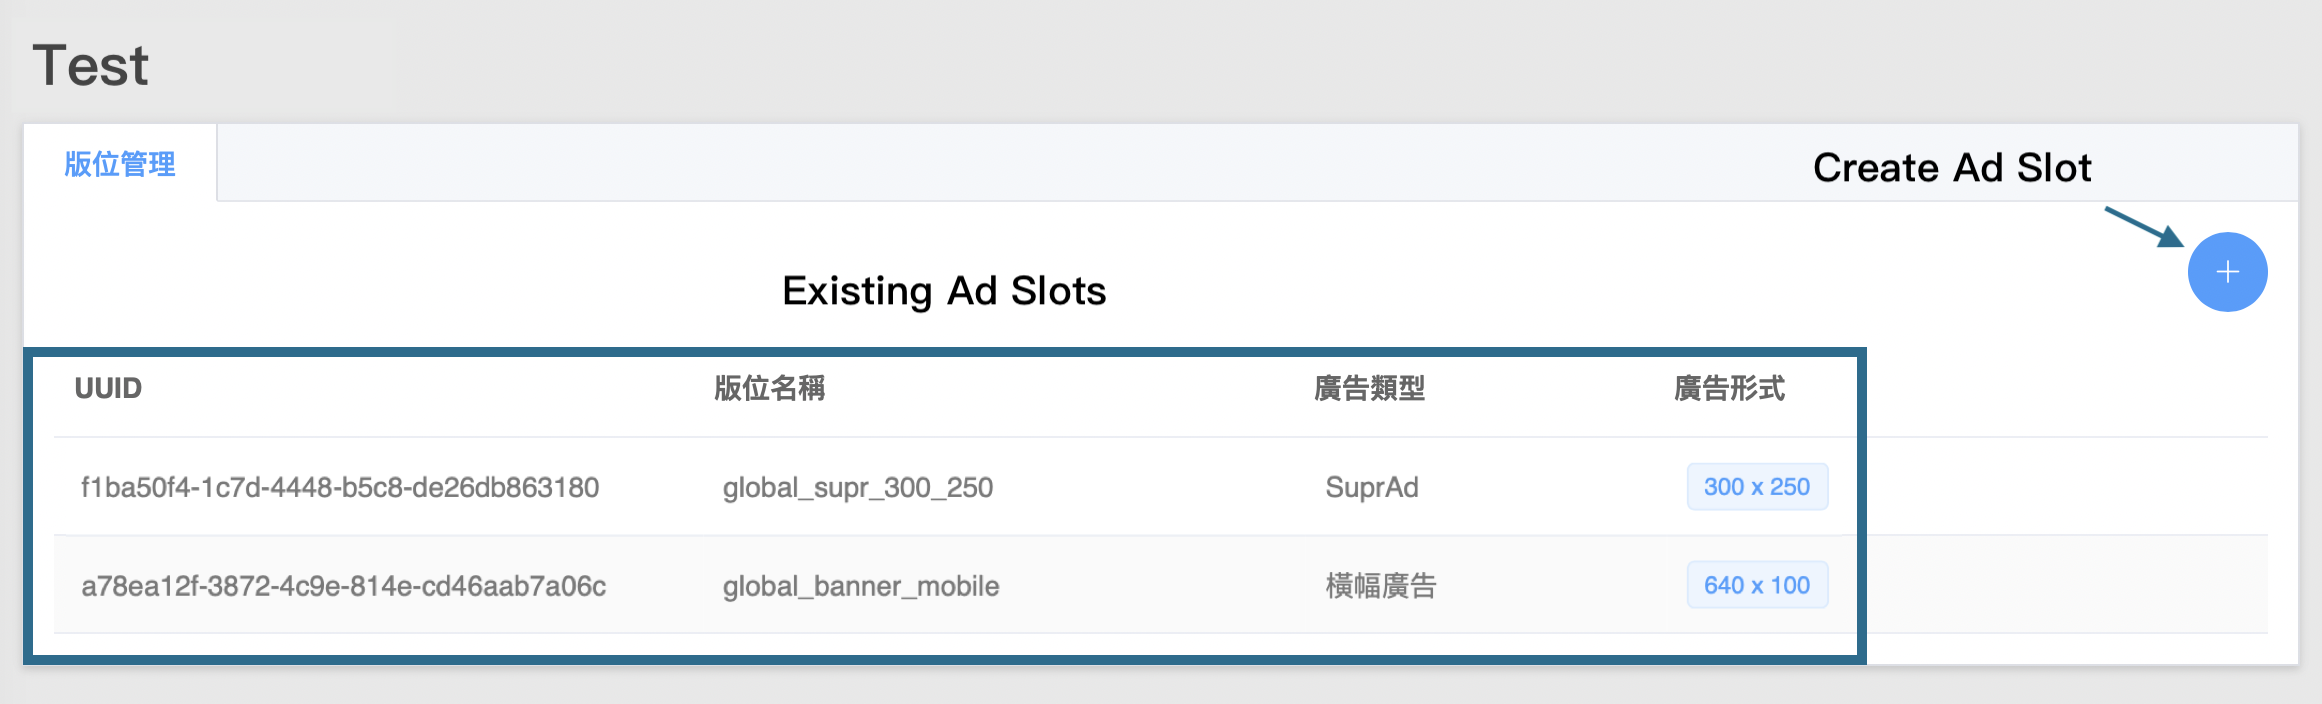 Test
版位管理
Create Ad Slot
Existing Ad Slots
+
UUID 版位名稱 廣告類型 廣告形式
f1ba50f4-1c7d-4448-b5c8-de26db863180 global_supr_300_250 SuprAd 300 x 250
a78ea12f-3872-4c9e-814e-cd46aab7a06c global_banner_mobile 橫幅廣告 640 x 100